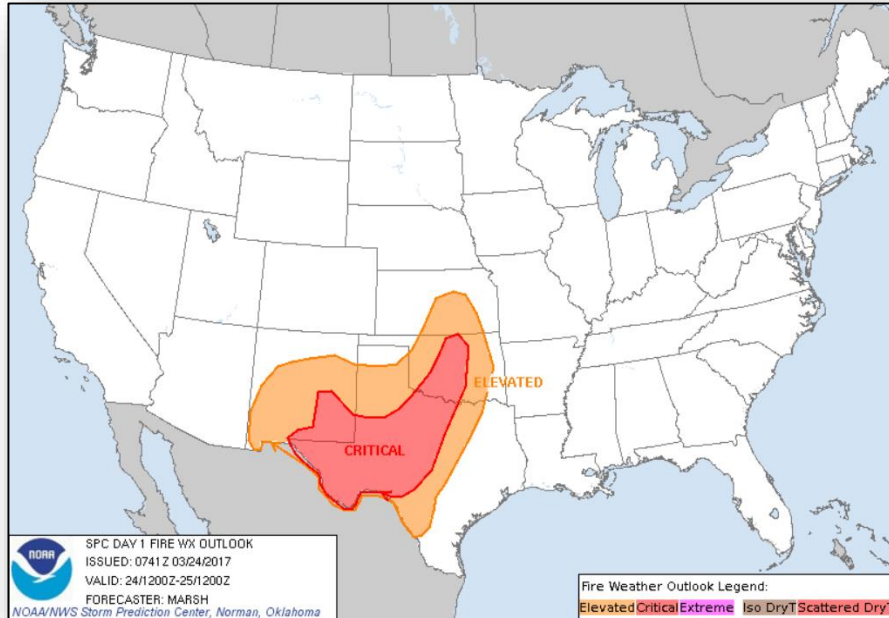 ELEVATED
CRITICAL
NOAA
SPC DAY 1 FIRE WX OUTLOOK
ISSUED: 0741Z 03/24/2017
VALID: 24/1200Z-25/1200Z
FORECASTER: MARSH
NOAA/NWS Storm Prediction Center, Norman, Oklahoma
Fire Weather Outlook Legend:
Elevated Critical Extreme Iso DryT Scattered DryT